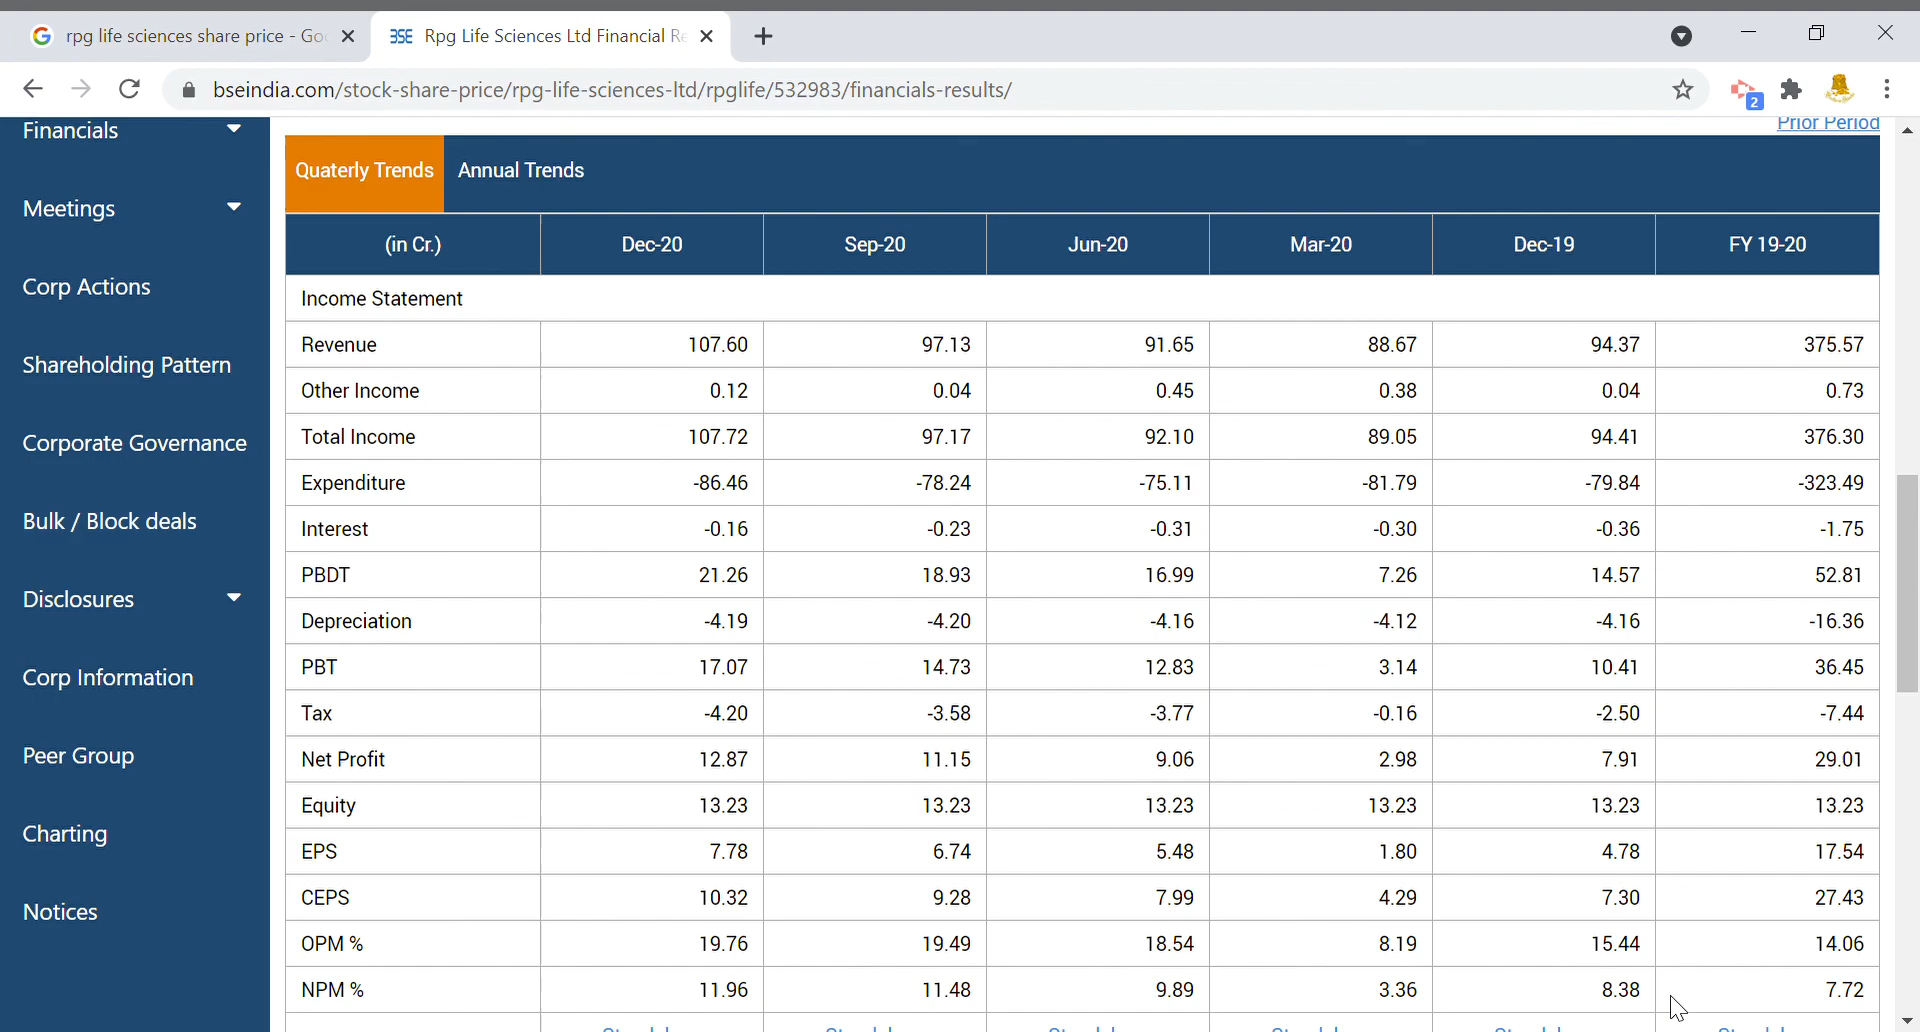 rpg life sciences share price - Go
BSE Rpg Life Sciences Ltd Financial Re
bseindia.com/stock-share-price/rpg-life-sciences-ltd/rpglife/532983/financials-results/
2
Prior Period
Financials
Meetings
Corp Actions
Shareholding Pattern
Corporate Governance
Bulk / Block deals
Disclosures
Corp Information
Peer Group
Charting
Notices
Quaterly Trends Annual Trends
(in Cr.) Dec-20 Sep-20 Jun-20 Mar-20 Dec-19 FY 19-20
Income Statement
Revenue 107.60 97.13 91.65 88.67 94.37 375.57
Other Income 0.12 0.04 0.45 0.38 0.04 0.73
Total Income 107.72 97.17 92.10 89.05 94.41 376.30
Expenditure -86.46 -78.24 -75.11 -81.79 -79.84 -323.49
Interest -0.16 -0.23 -0.31 -0.30 -0.36 -1.75
PBDT 21.26 18.93 16.99 7.26 14.57 52.81
Depreciation -4.19 -4.20 -4.16 -4.12 -4.16 -16.36
PBT 17.07 14.73 12.83 3.14 10.41 36.45
Tax -4.20 -3.58 -3.77 -0.16 -2.50 -7.44
Net Profit 12.87 11.15 9.06 2.98 7.91 29.01
Equity 13.23 13.23 13.23 13.23 13.23 13.23
EPS 7.78 6.74 5.48 1.80 4.78 17.54
CEPS 10.32 9.28 7.99 4.29 7.30 27.43
OPM % 19.76 19.49 18.54 8.19 15.44 14.06
NPM % 11.96 11.48 9.89 3.36 8.38 7.72